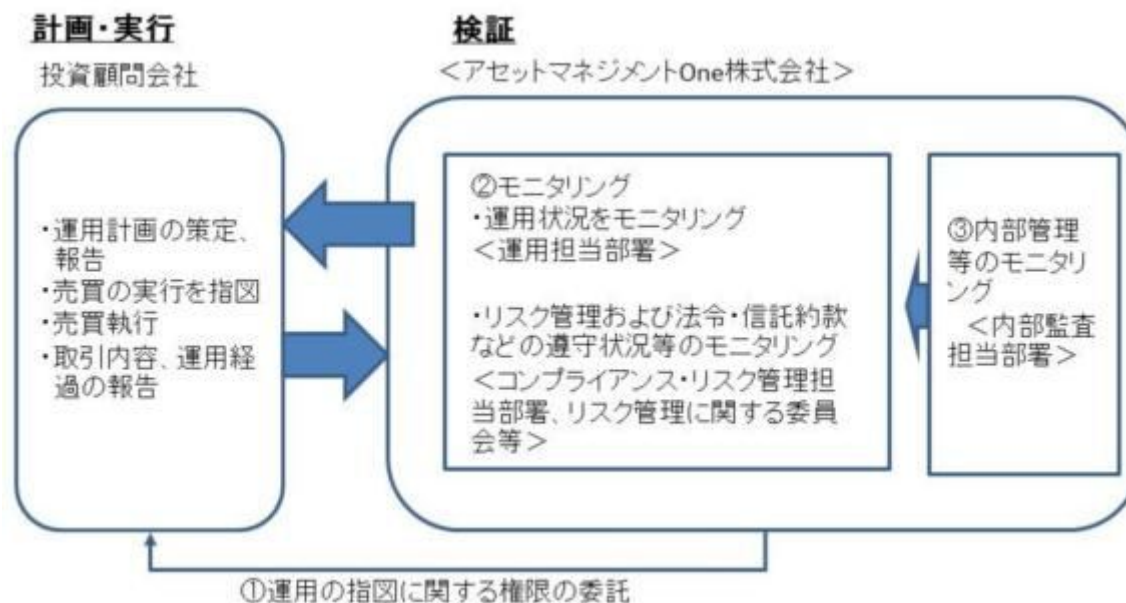 計画・実行
投資顧問会社
・運用計画の策定、
報告
・売買の実行を指図
・売買執行
・取引内容、運用経
過の報告
検証
＜アセットマネジメントOne株式会社＞
②モニタリング
・運用状況をモニタリング
＜運用担当部署＞
・リスク管理および法令・信託約款
などの遵守状況等のモニタリング
＜コンプライアンス・リスク管理担
当部署、リスク管理に関する委員
会等＞
③内部管理
等のモニタリ
ング
＜内部監査
担当部署＞
①運用の指図に関する権限の委託